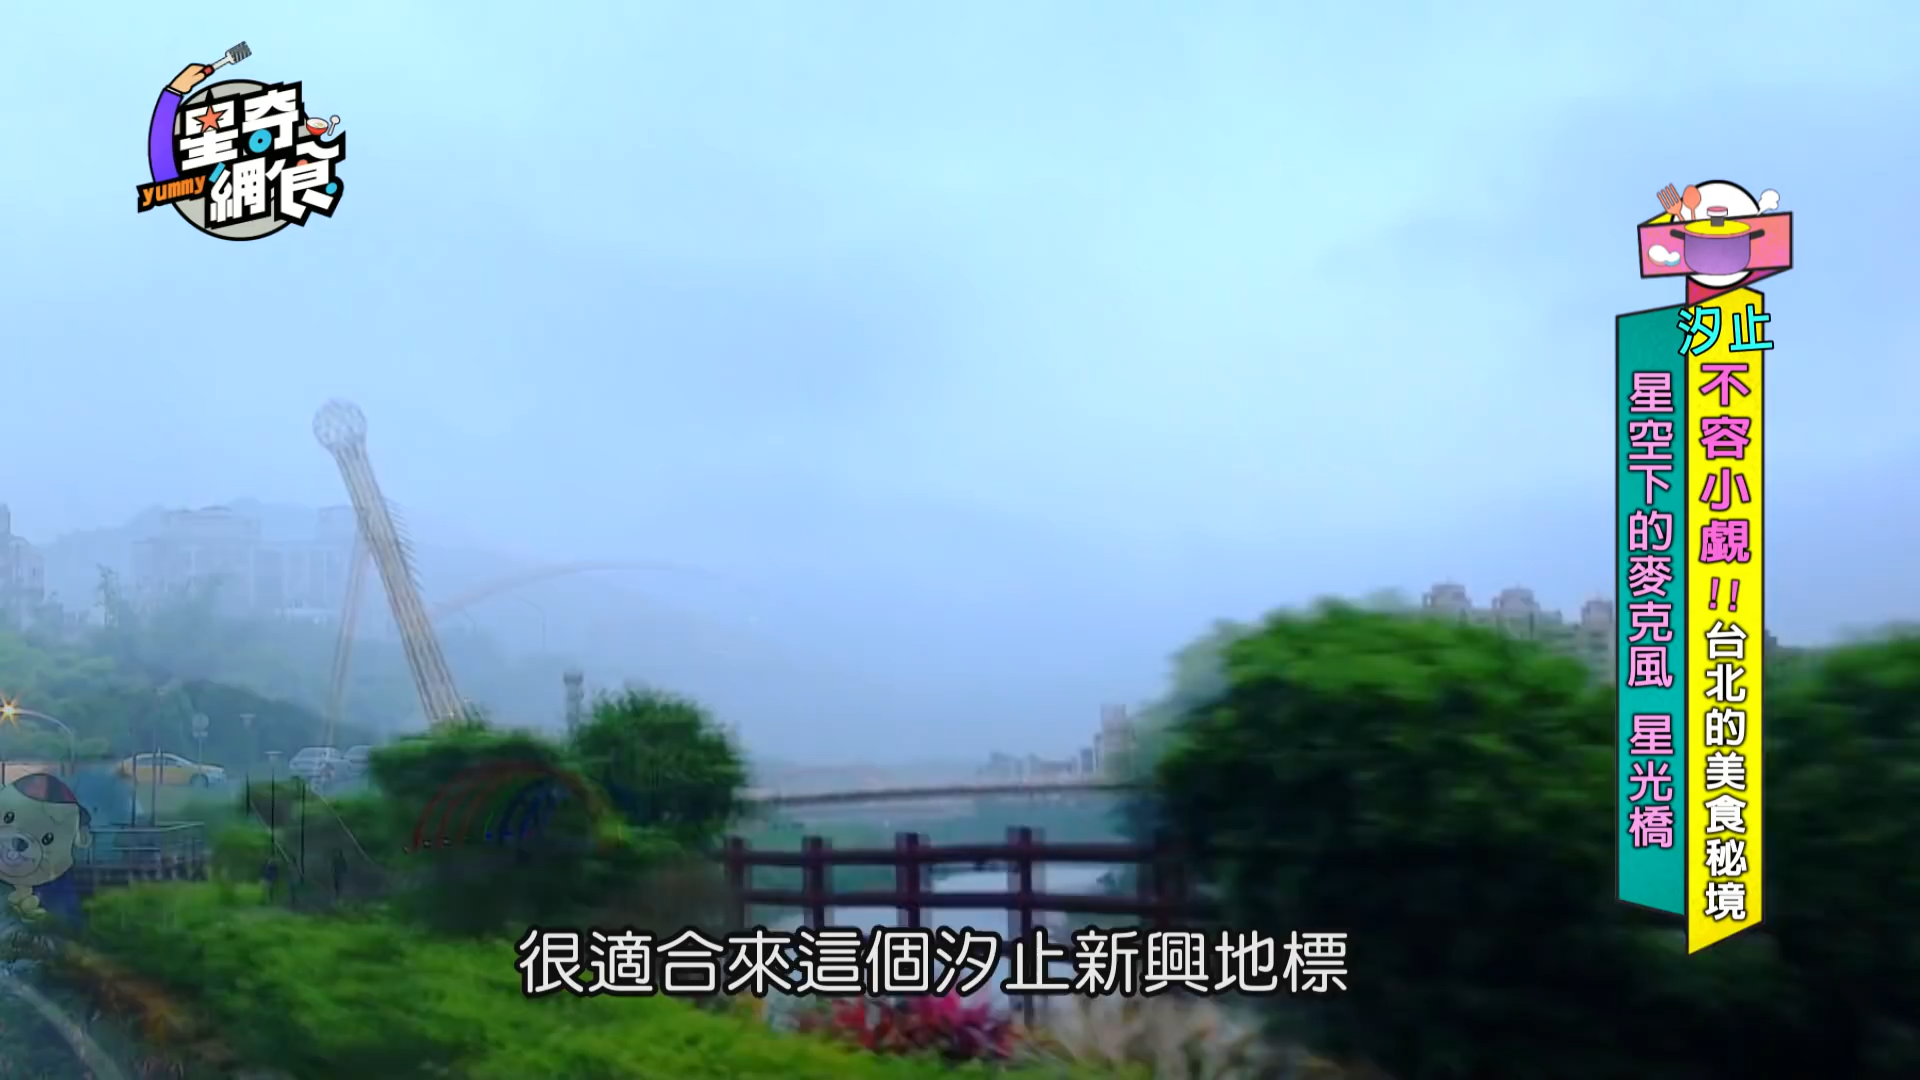 星奇
網食
yummy
汐止
不容小覷!!台北的美食秘境
星空下的麥克風 星光橋
很適合來這個汐止新興地標